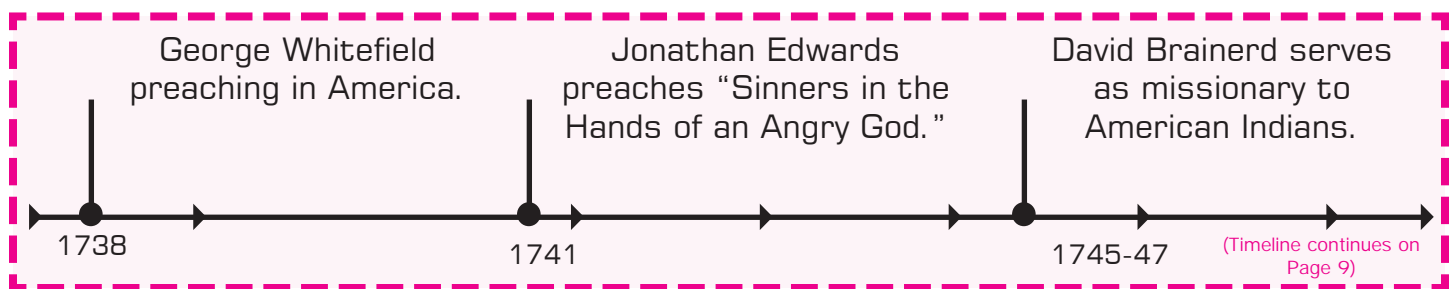 George Whitefield
preaching in America.
Jonathan Edwards
preaches “Sinners in the
Hands of an Angry God.”
David Brainerd serves
as missionary to
American Indians.
1738
1741
1745-47
(Timeline continues on
Page 9)